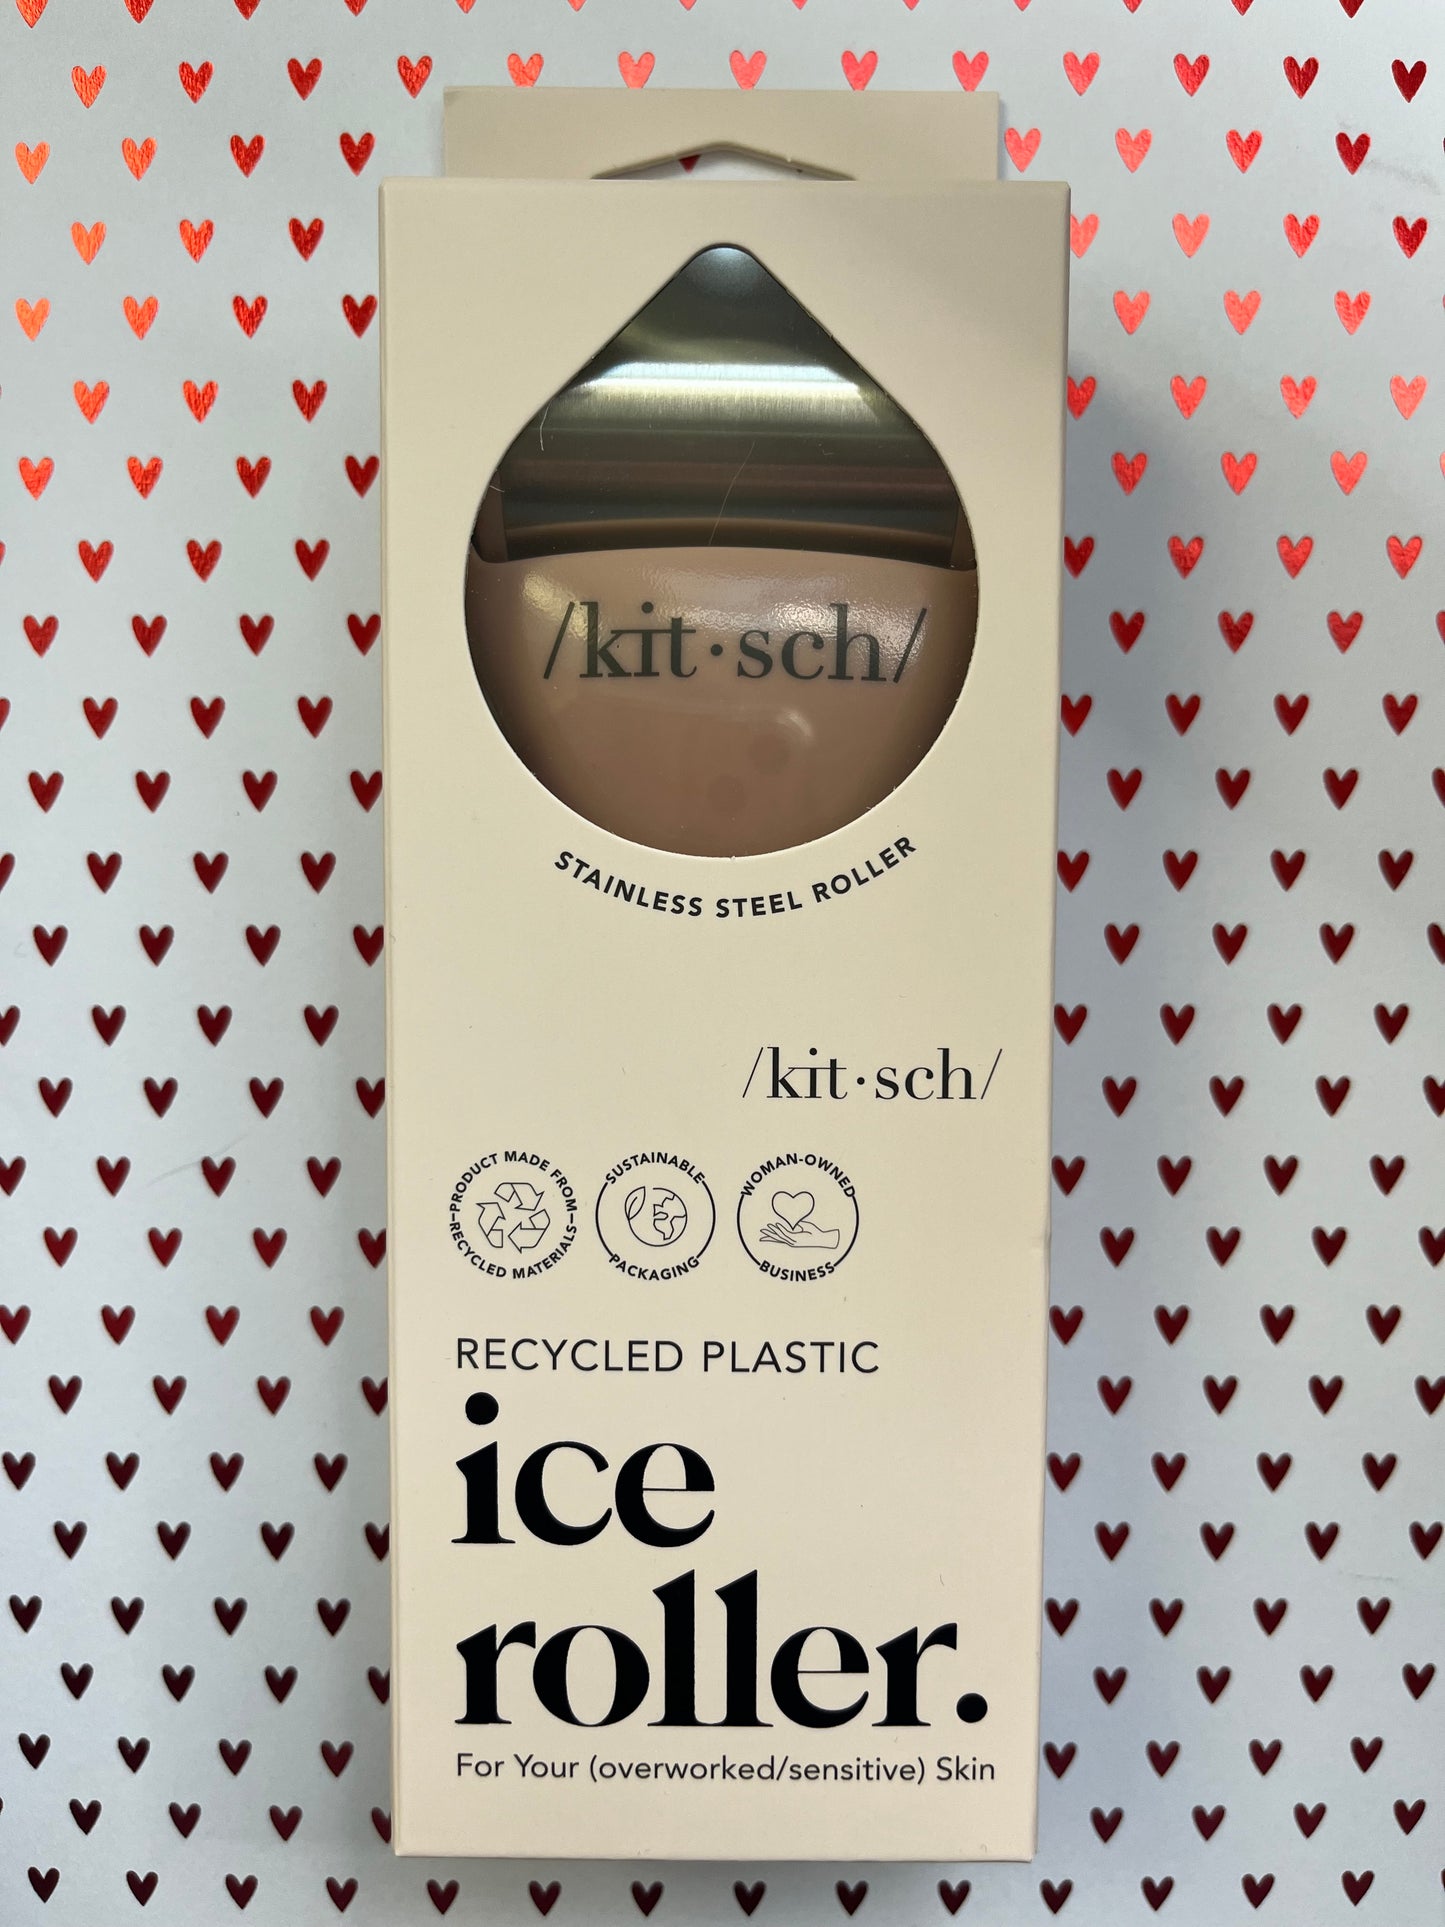 /kit·sch/
STAINLESS STEEL ROLLER
/kit·sch/
PRODUCT MADE FROM
RECYCLED MATERIALS
SUSTAINABLE
PACKAGING
WOMAN-OWNED
BUSINESS
RECYCLED PLASTIC
ice
roller.
For Your (overworked/sensitive) Skin